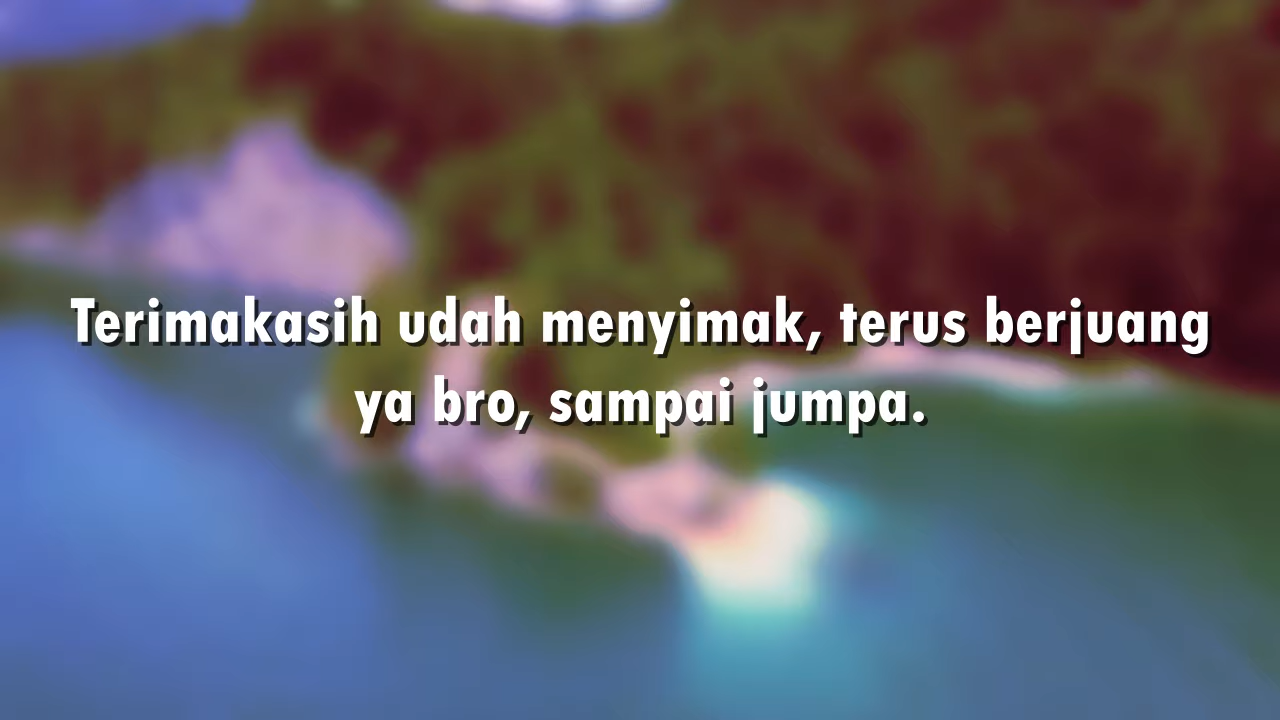 Terimakasih udah menyimak, terus berjuang
ya bro, sampai jumpa.